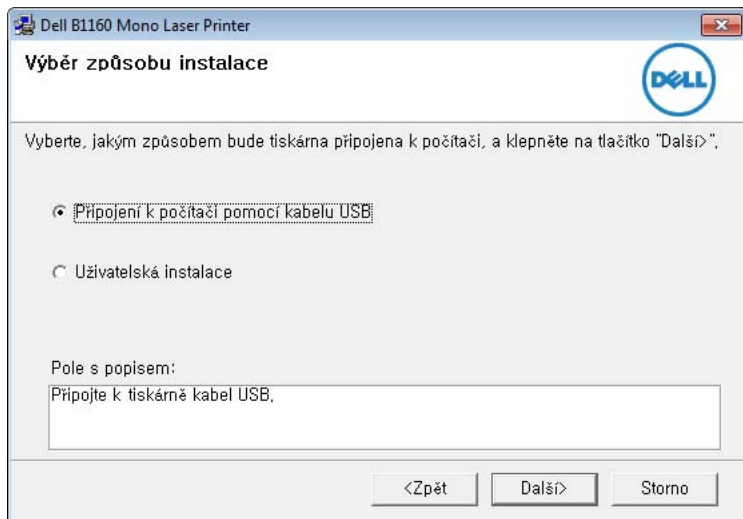 Dell B1160 Mono Laser Printer
Výběr způsobu instalace
DELL
Vyberte, jakým způsobem bude tiskárna připojena k počítači, a klepněte na tlačítko "Další>",
Připojení k počítači pomocí kabelu USB
Uživatelská instalace
Pole s popisem:
Připojte k tiskárně kabel USB,
<Zpět
Další>
Storno